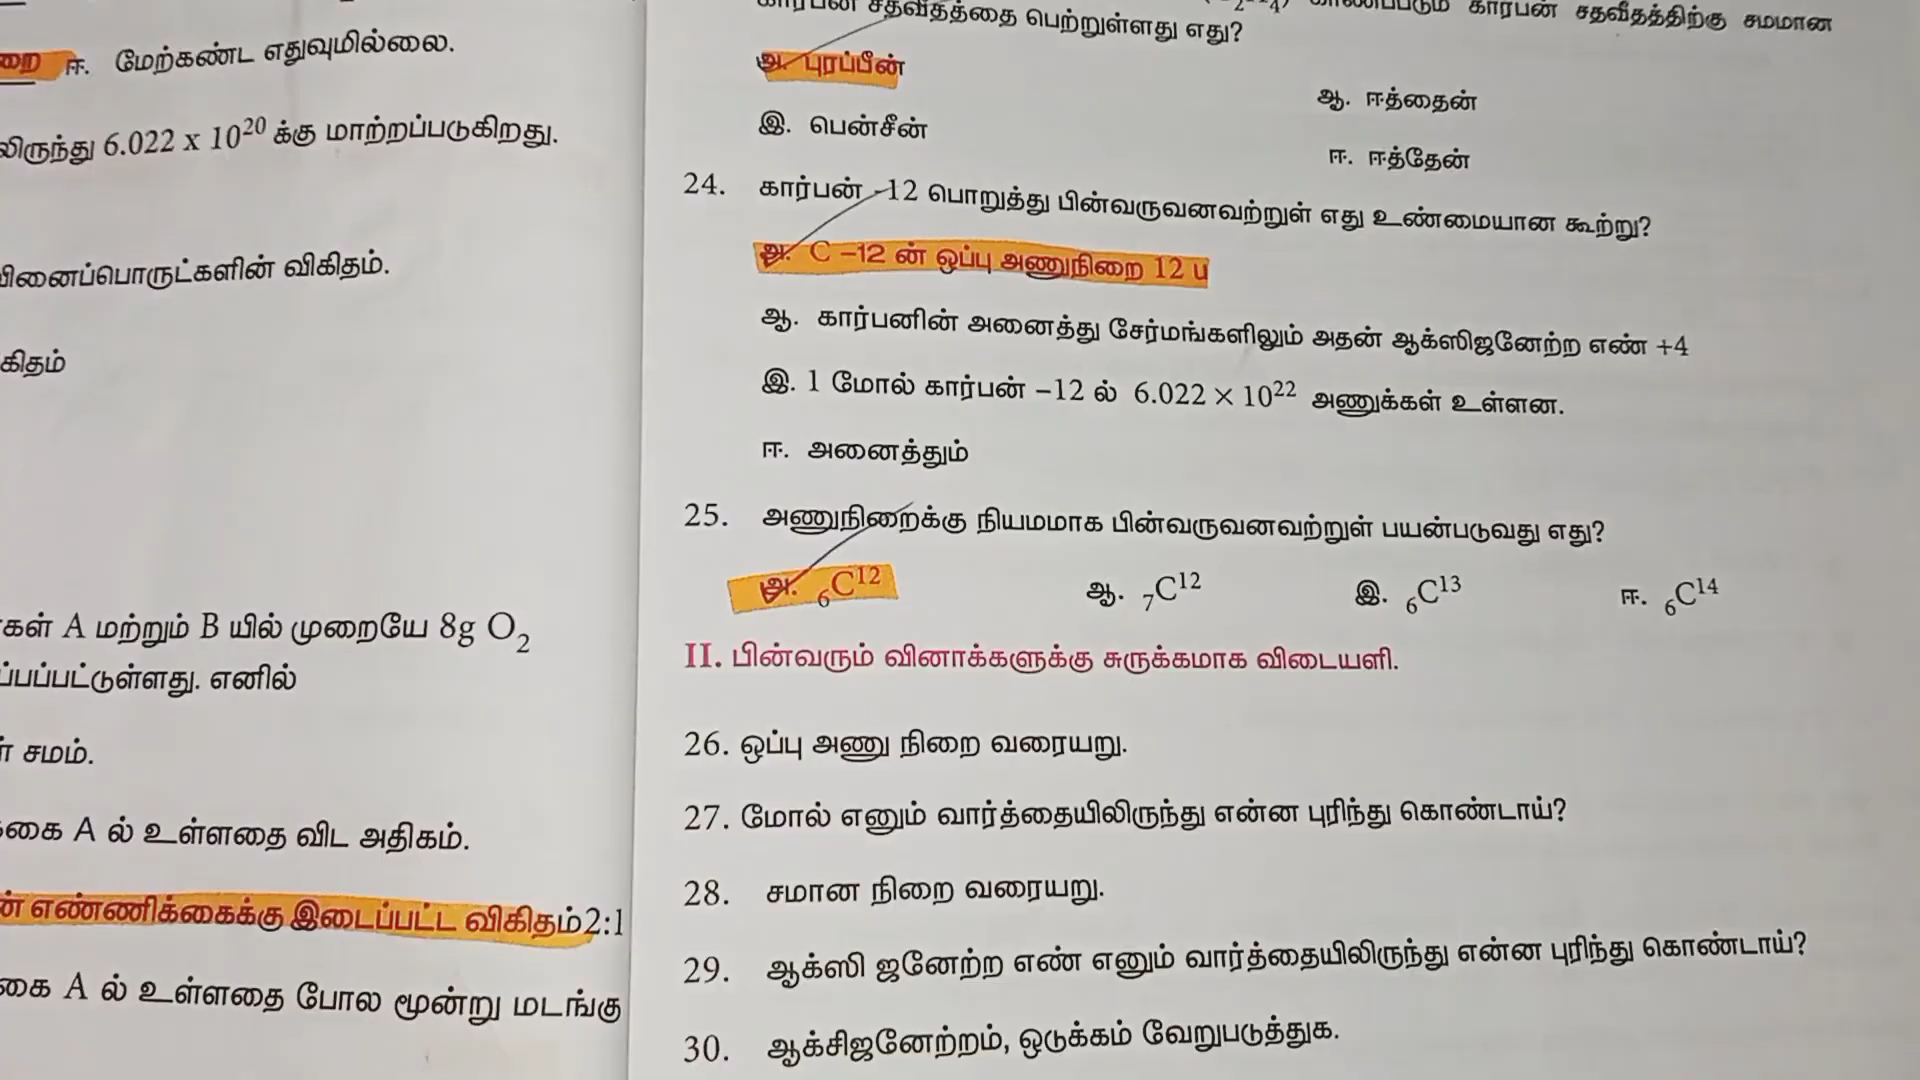 ஈ. மேற்கண்ட எதுவுமில்லை.
6.022 x 10²⁰ க்கு மாற்றப்படுகிறது.
விகிதம்.
A மற்றும் B யில் முறையே 8g O₂
எனில்
சமம்.
A ல் உள்ளதை விட அதிகம்.
எண்ணிக்கைக்கு இடைப்பட்ட விகிதம் 2:1
A ல் உள்ளதை போல மூன்று மடங்கு
காணப்படும் கார்பன் சதவீதத்திற்கு சமமான
கார்பன் சதவீதத்தை பெற்றுள்ளது எது?
அ. புரப்பீன்
ஆ. ஈத்தைன்
இ. பென்சீன்
ஈ. ஈத்தேன்
24. கார்பன் -12 பொறுத்து பின்வருவனவற்றுள் எது உண்மையான கூற்று?
அ. C –12 ன் ஒப்பு அணுநிறை 12 u
ஆ. கார்பனின் அனைத்து சேர்மங்களிலும் அதன் ஆக்ஸிஜனேற்ற எண் +4
இ. 1 மோல் கார்பன் –12 ல் 6.022 × 10²² அணுக்கள் உள்ளன.
ஈ. அனைத்தும்
25. அணுநிறைக்கு நியமமாக பின்வருவனவற்றுள் பயன்படுவது எது?
அ. ₆C¹² ஆ. ₇C¹² இ. ₆C¹³ ஈ. ₆C¹⁴
II. பின்வரும் வினாக்களுக்கு சுருக்கமாக விடையளி.
26. ஒப்பு அணு நிறை வரையறு.
27. மோல் எனும் வார்த்தையிலிருந்து என்ன புரிந்து கொண்டாய்?
28. சமான நிறை வரையறு.
29. ஆக்ஸி ஜனேற்ற எண் எனும் வார்த்தையிலிருந்து என்ன புரிந்து கொண்டாய்?
30. ஆக்சிஜனேற்றம், ஒடுக்கம் வேறுபடுத்துக.